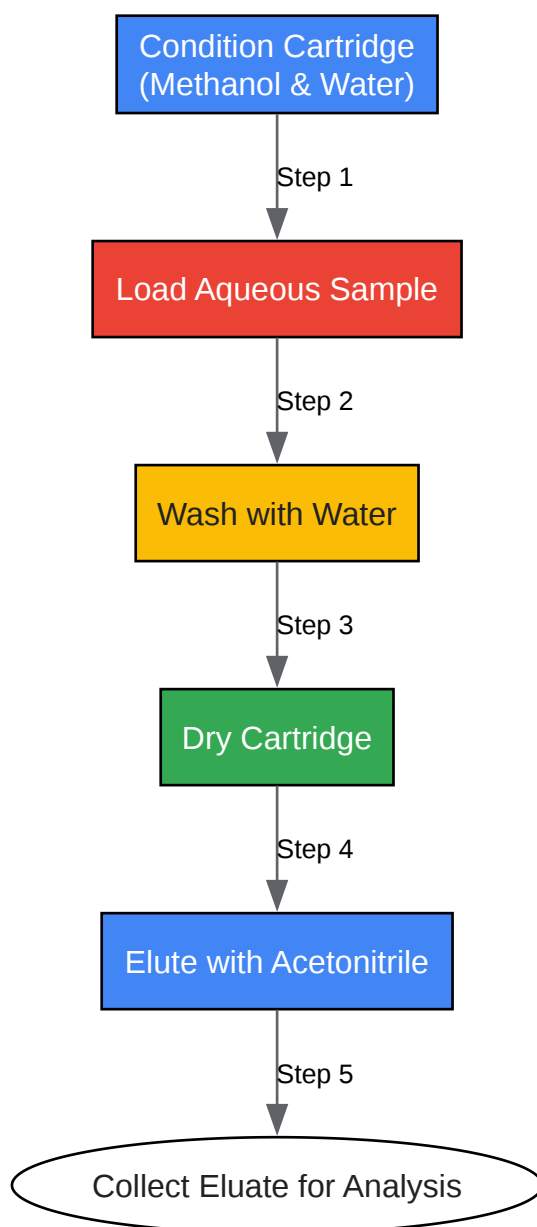 Condition Cartridge
(Methanol & Water)
Step 1
Load Aqueous Sample
Step 2
Wash with Water
Step 3
Dry Cartridge
Step 4
Elute with Acetonitrile
Step 5
Collect Eluate for Analysis